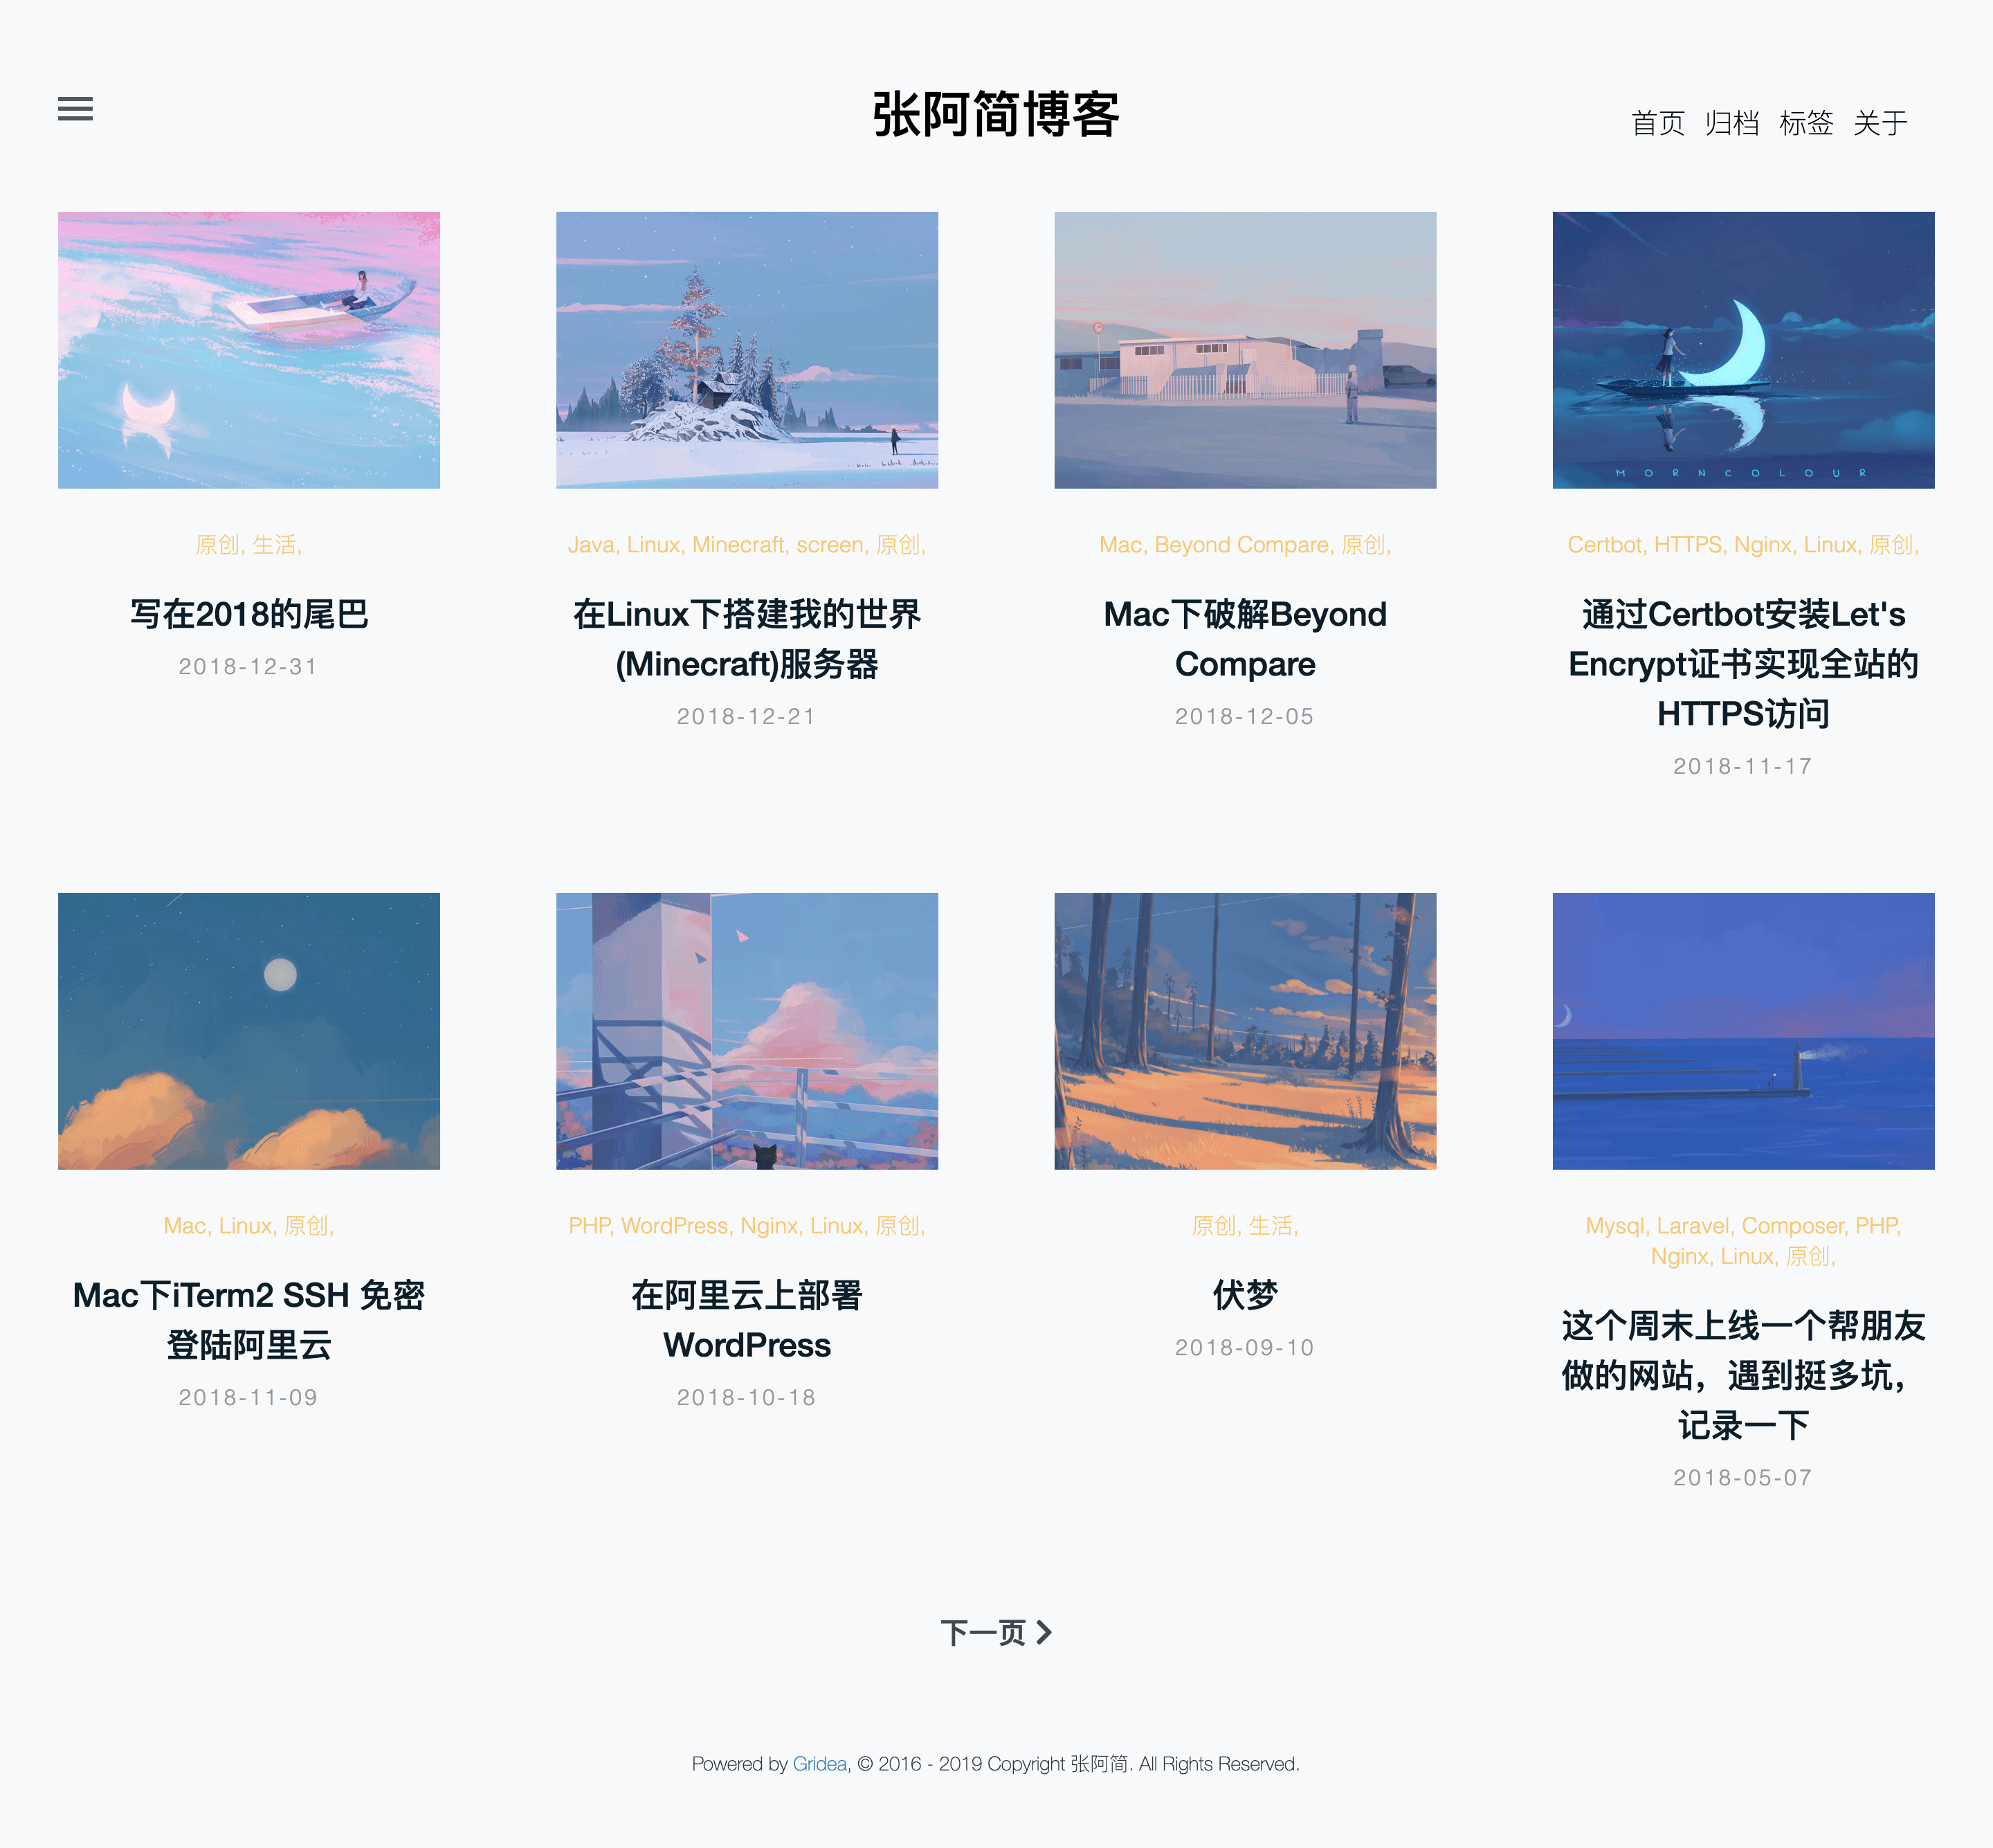 张阿简博客
首页 归档 标签 关于
MORNCOLOUR
原创, 生活,
写在2018的尾巴
2018-12-31
Java, Linux, Minecraft, screen, 原创,
在Linux下搭建我的世界
(Minecraft)服务器
2018-12-21
Mac, Beyond Compare, 原创,
Mac下破解Beyond
Compare
2018-12-05
Certbot, HTTPS, Nginx, Linux, 原创,
通过Certbot安装Let's
Encrypt证书实现全站的
HTTPS访问
2018-11-17
Mac, Linux, 原创,
Mac下iTerm2 SSH 免密
登陆阿里云
2018-11-09
PHP, WordPress, Nginx, Linux, 原创,
在阿里云上部署
WordPress
2018-10-18
原创, 生活,
伏梦
2018-09-10
Mysql, Laravel, Composer, PHP,
Nginx, Linux, 原创,
这个周末上线一个帮朋友
做的网站，遇到挺多坑，
记录一下
2018-05-07
下一页
Powered by Gridea, © 2016 - 2019 Copyright 张阿简. All Rights Reserved.